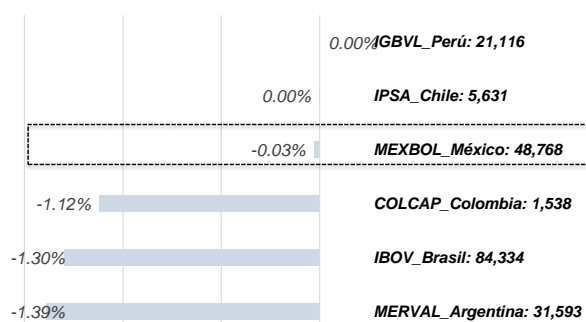 0.00% IGBVL_Perú: 21,116
0.00% IPSA_Chile: 5,631
-0.03% MEXBOL_México: 48,768
-1.12% COLCAP_Colombia: 1,538
-1.30% IBOV_Brasil: 84,334
-1.39% MERVAL_Argentina: 31,593